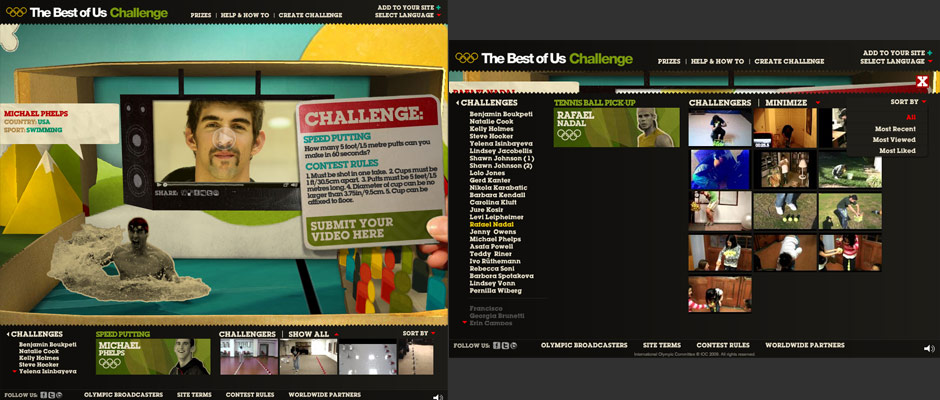 The Best of Us Challenge
PRIZES | HELP & HOW TO | CREATE CHALLENGE
ADD TO YOUR SITE +
SELECT LANGUAGE
MICHAEL PHELPS
COUNTRY: USA
SPORT: SWIMMING
SHARE:
CHALLENGE:
SPEED PUTTING
How many 5 foot/1.5 metre putts can you
make in 60 seconds?
CONTEST RULES
1. Must be shot in one take. 2. Cups must be
1 ft/30.5cm apart. 3. Putts must be 5 feet/1.5
metres long. 4. Diameter of cup can be no
larger than 3.75in/9.5cm. 5. Cup can be
affixed to floor.
SUBMIT YOUR
VIDEO HERE
CHALLENGES
Benjamin Boukpeti
Natalie Cook
Kelly Holmes
Steve Hooker
Yelena Isinbayeva
SPEED PUTTING
MICHAEL
PHELPS
CHALLENGERS | SHOW ALL
SORT BY
FOLLOW US:
OLYMPIC BROADCASTERS
SITE TERMS
CONTEST RULES
WORLDWIDE PARTNERS
The Best of Us Challenge
PRIZES | HELP & HOW TO | CREATE CHALLENGE
ADD TO YOUR SITE +
SELECT LANGUAGE
RAFAEL NADAL
X
CHALLENGES
Benjamin Boukpeti
Natalie Cook
Kelly Holmes
Steve Hooker
Yelena Isinbayeva
Lindsey Jacobellis
Shawn Johnson (1)
Shawn Johnson (2)
Lolo Jones
Gerd Kanter
Nikola Karabatic
Barbara Kendall
Carolina Kluft
Jure Kosir
Levi Leipheimer
Rafael Nadal
Jenny Owens
Michael Phelps
Asafa Powell
Teddy Riner
Ivo Rüthemann
Rebecca Soni
Barbora Spotakova
Lindsey Vonn
Pernilla Wiberg
Francisco
Georgia Brunetti
Erin Campos
TENNIS BALL PICK-UP
RAFAEL
NADAL
CHALLENGERS | MINIMIZE
SORT BY
All
Most Recent
Most Viewed
Most Liked
FOLLOW US:
OLYMPIC BROADCASTERS
SITE TERMS
CONTEST RULES
WORLDWIDE PARTNERS
International Olympic Committee © IOC 2009. All rights reserved.